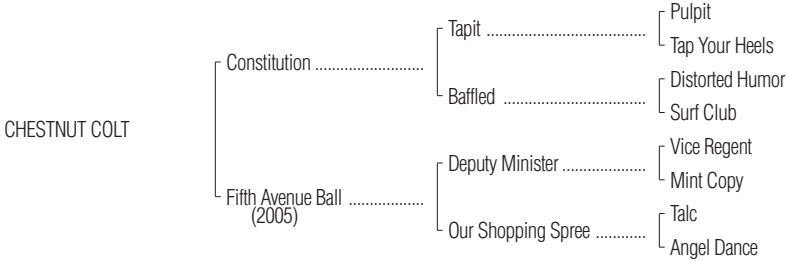 Pulpit
Tapit ......................................
Tap Your Heels
Constitution ..........................
Distorted Humor
Baffled ..................................
Surf Club
CHESTNUT COLT
Vice Regent
Deputy Minister ....................
Mint Copy
Fifth Avenue Ball ..................
(2005)
Talc
Our Shopping Spree ............
Angel Dance